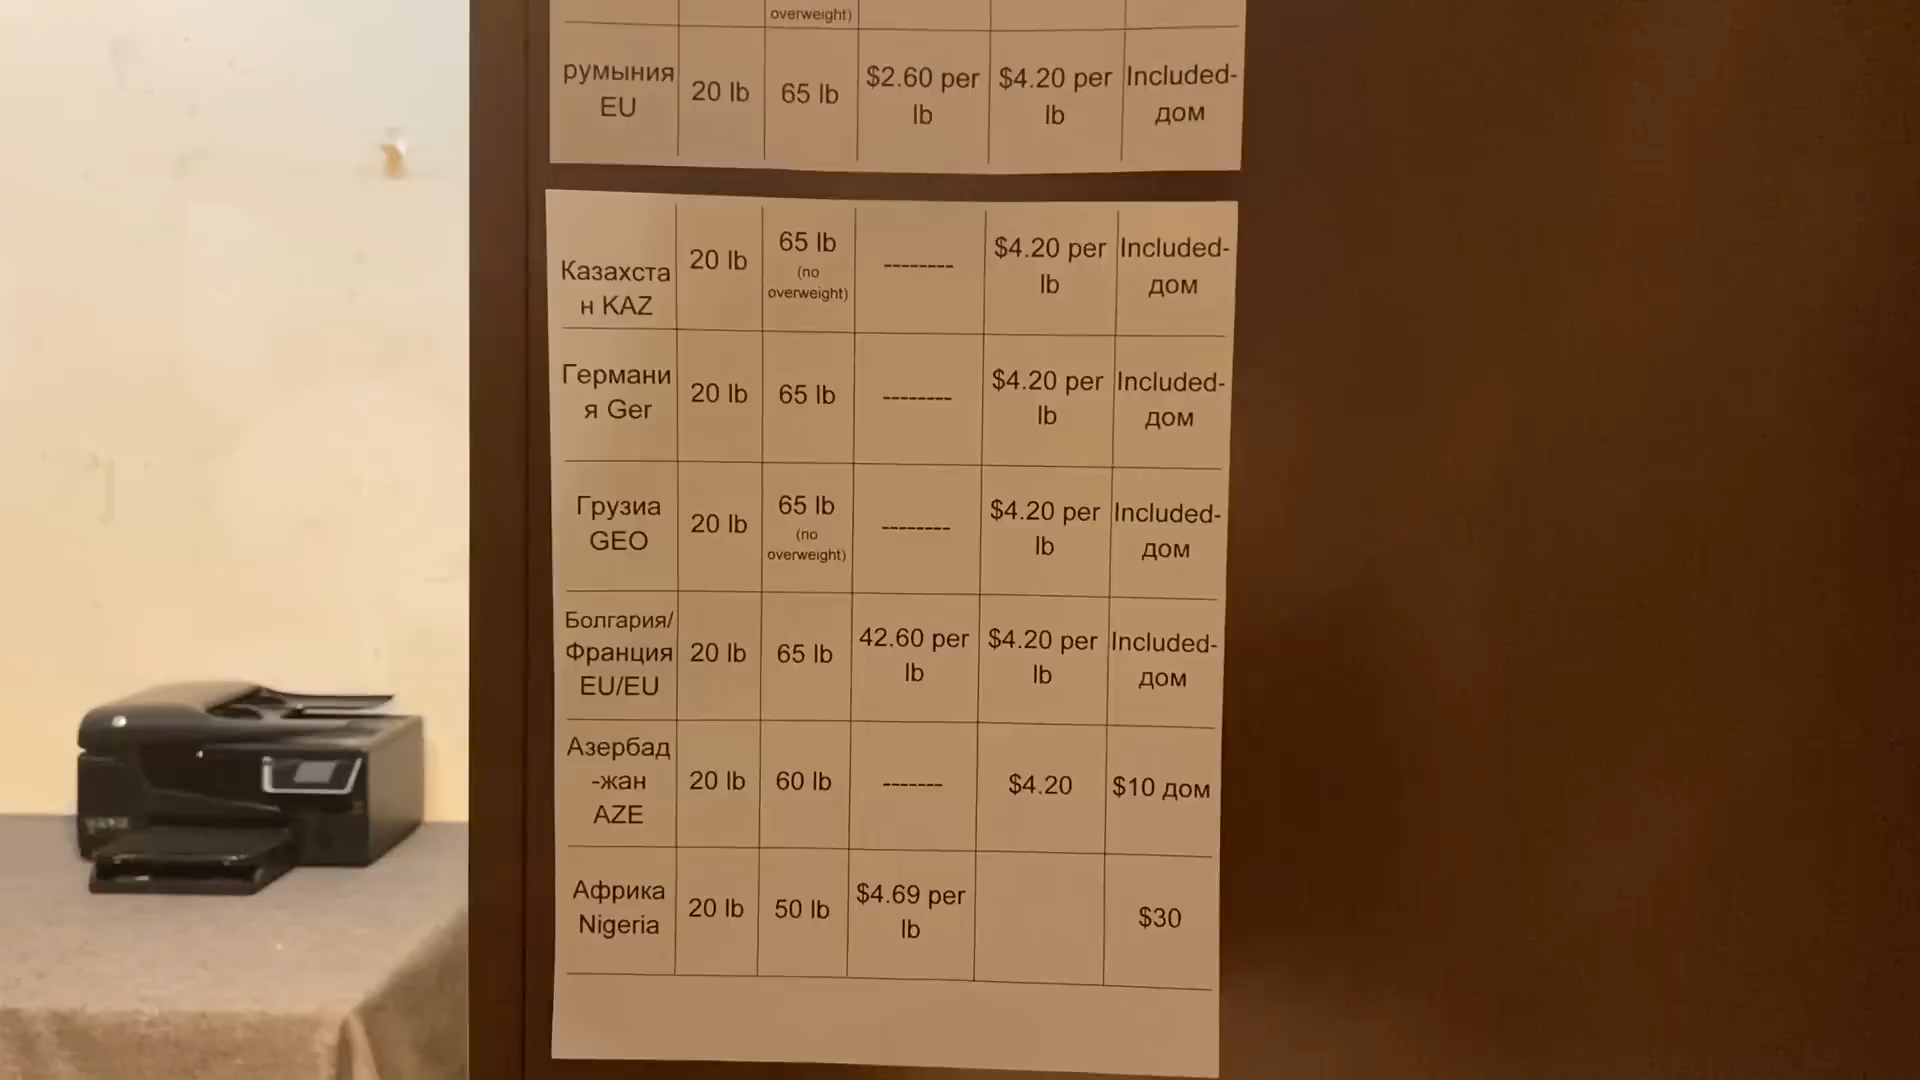 overweight)
румыния
EU
20 lb
65 lb
$2.60 per
lb
$4.20 per
lb
Included-
дом
Казахста
н KAZ
20 lb
65 lb
(no
overweight)
--------
$4.20 per
lb
Included-
дом
Германи
я Ger
20 lb
65 lb
--------
$4.20 per
lb
Included-
дом
Грузиа
GEO
20 lb
65 lb
(no
overweight)
--------
$4.20 per
lb
Included-
дом
Болгария/
Франция
EU/EU
20 lb
65 lb
42.60 per
lb
$4.20 per
lb
Included-
дом
Азербад
-жан
AZE
20 lb
60 lb
-------
$4.20
$10 дом
Африка
Nigeria
20 lb
50 lb
$4.69 per
lb
$30